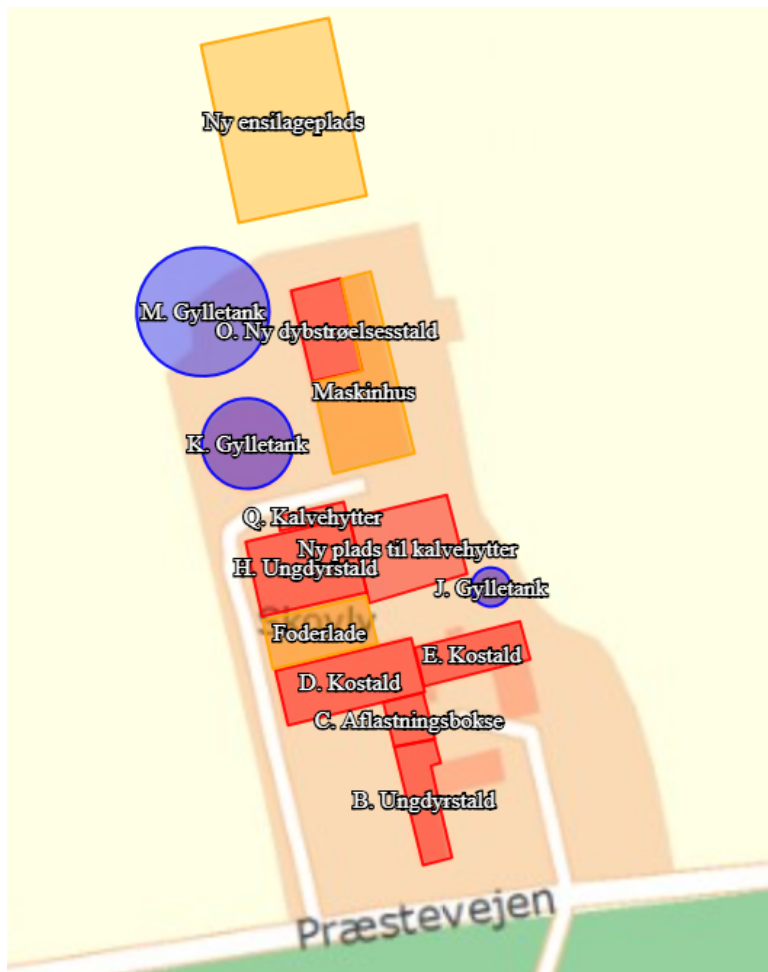 Ny ensilageplads
M. Gylletank
O. Ny dybstrøelsesstald
Maskinhus
K. Gylletank
Q. Kalvehytter
Ny plads til kalvehytter
H. Ungdyrstald
J. Gylletank
Skovly
Foderlade
E. Kostald
D. Kostald
C. Aflastningsbokse
B. Ungdyrstald
Præstevejen